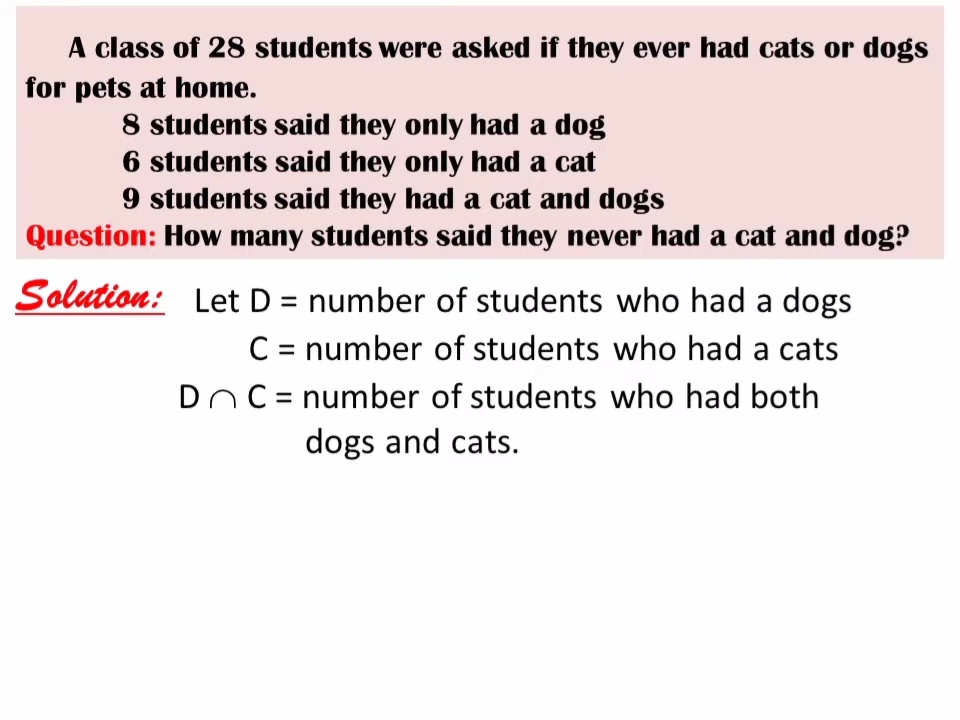 A class of 28 students were asked if they ever had cats or dogs
for pets at home.
8 students said they only had a dog
6 students said they only had a cat
9 students said they had a cat and dogs
Question: How many students said they never had a cat and dog?
Solution: Let D = number of students who had a dogs
C = number of students who had a cats
D ∩ C = number of students who had both
dogs and cats.